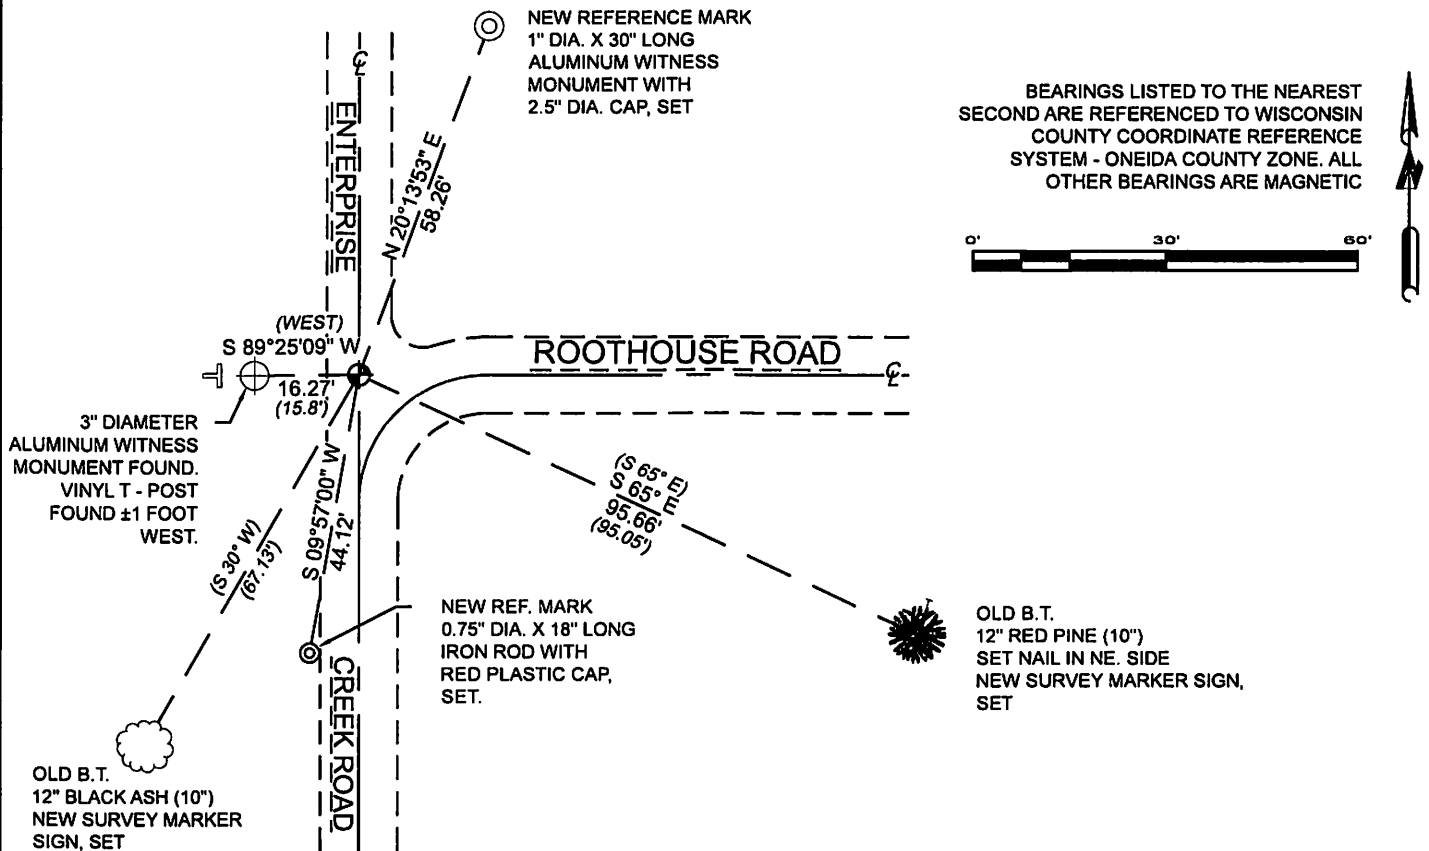 NEW REFERENCE MARK
1" DIA. X 30" LONG
ALUMINUM WITNESS
MONUMENT WITH
2.5" DIA. CAP, SET
BEARINGS LISTED TO THE NEAREST
SECOND ARE REFERENCED TO WISCONSIN
COUNTY COORDINATE REFERENCE
SYSTEM - ONEIDA COUNTY ZONE. ALL
OTHER BEARINGS ARE MAGNETIC
N
0' 30' 60'
℄
ENTERPRISE
N 20°13'53" E
58.26'
(WEST)
S 89°25'09" W
16.27'
(15.8')
ROOTHOUSE ROAD
℄
3" DIAMETER
ALUMINUM WITNESS
MONUMENT FOUND.
VINYL T - POST
FOUND ±1 FOOT
WEST.
(S 30° W)
(67.13')
S 09°57'00" W
44.12'
(S 65° E)
S 65° E
95.66'
(95.05')
NEW REF. MARK
0.75" DIA. X 18" LONG
IRON ROD WITH
RED PLASTIC CAP,
SET.
CREEK ROAD
OLD B.T.
12" RED PINE (10")
SET NAIL IN NE. SIDE
NEW SURVEY MARKER SIGN,
SET
OLD B.T.
12" BLACK ASH (10")
NEW SURVEY MARKER
SIGN, SET